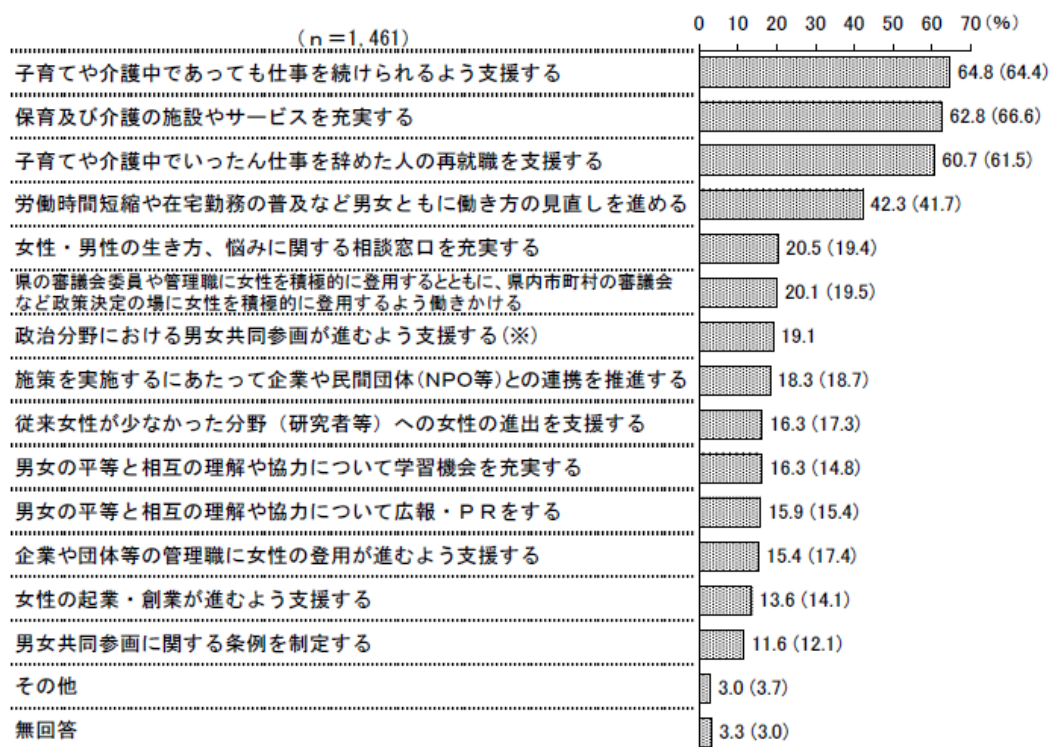 0 10 20 30 40 50 60 70(%)
(n=1,461)
子育てや介護中であっても仕事を続けられるよう支援する 64.8 (64.4)
保育及び介護の施設やサービスを充実する 62.8 (66.6)
子育てや介護中でいったん仕事を辞めた人の再就職を支援する 60.7 (61.5)
労働時間短縮や在宅勤務の普及など男女ともに働き方の見直しを進める 42.3 (41.7)
女性・男性の生き方、悩みに関する相談窓口を充実する 20.5 (19.4)
県の審議会委員や管理職に女性を積極的に登用するとともに、県内市町村の審議会
など政策決定の場に女性を積極的に登用するよう働きかける 20.1 (19.5)
政治分野における男女共同参画が進むよう支援する(※) 19.1
施策を実施するにあたって企業や民間団体(NPO等)との連携を推進する 18.3 (18.7)
従来女性が少なかった分野(研究者等)への女性の進出を支援する 16.3 (17.3)
男女の平等と相互の理解や協力について学習機会を充実する 16.3 (14.8)
男女の平等と相互の理解や協力について広報・PRをする 15.9 (15.4)
企業や団体等の管理職に女性の登用が進むよう支援する 15.4 (17.4)
女性の起業・創業が進むよう支援する 13.6 (14.1)
男女共同参画に関する条例を制定する 11.6 (12.1)
その他 3.0 (3.7)
無回答 3.3 (3.0)